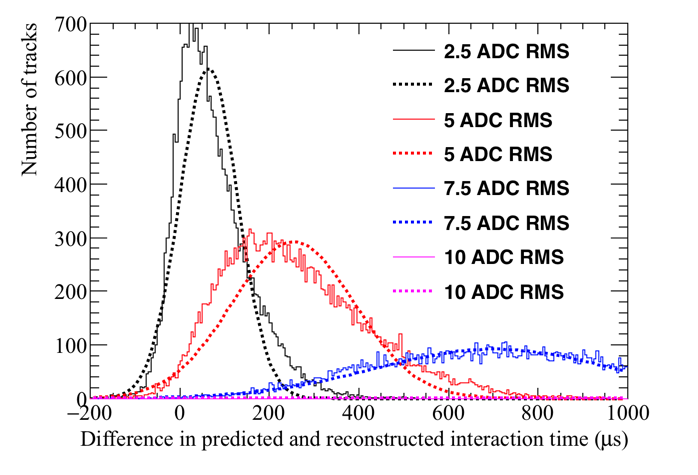 Number of tracks
700
600
500
400
300
200
100
0
−200
0
200
400
600
800
1000
2.5 ADC RMS
2.5 ADC RMS
5 ADC RMS
5 ADC RMS
7.5 ADC RMS
7.5 ADC RMS
10 ADC RMS
10 ADC RMS
Difference in predicted and reconstructed interaction time (μs)